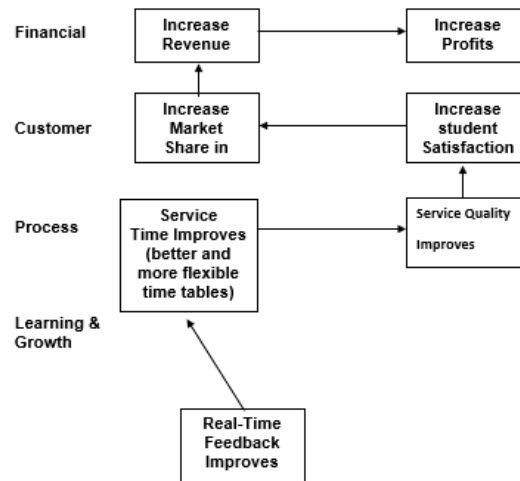 Financial
Increase
Revenue
Increase
Profits
Customer
Increase
Market
Share in
Increase
student
Satisfaction
Process
Service
Time Improves
(better and
more flexible
time tables)
Service Quality
Improves
Learning &
Growth
Real-Time
Feedback
Improves